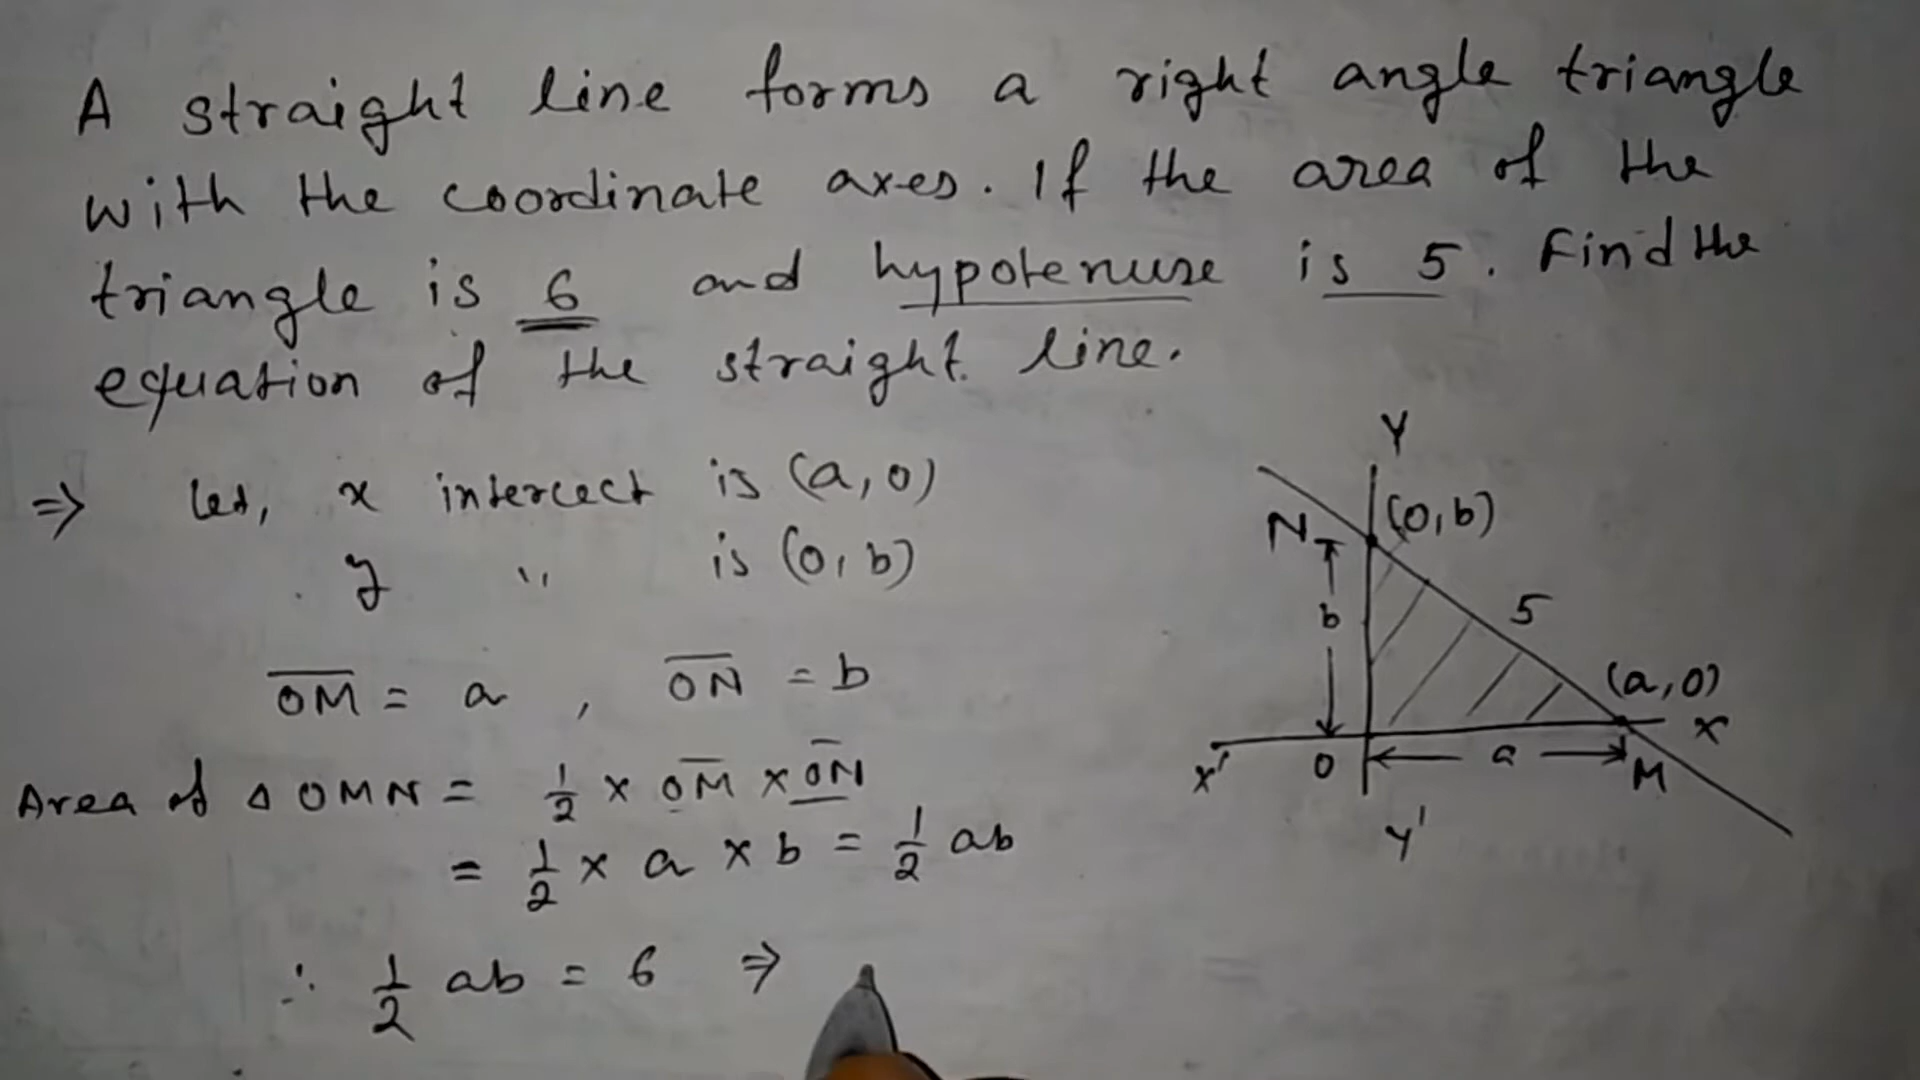 A straight line forms a right angle triangle
with the coordinate axes. If the area of the
triangle is 6 and hypotenuse is 5. Find the
equation of the straight line.
⇒ Let, x intercect is (a, 0)
y " is (0, b)
OM = a , ON = b
Area of Δ OMN = 1/2 × OM × ON
= 1/2 × a × b = 1/2 ab
∴ 1/2 ab = 6 ⇒
Y
N (0, b)
b 5
(a, 0)
X' O a M X
Y'